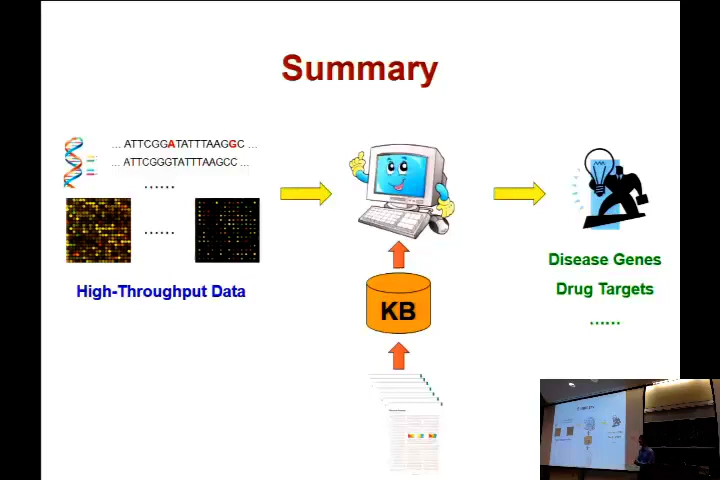 Summary
... ATTCGGATATTTAAGGC ...
... ATTCGGGTATTTAAGCC ...
......
......
High-Throughput Data
KB
Disease Genes
Drug Targets
......